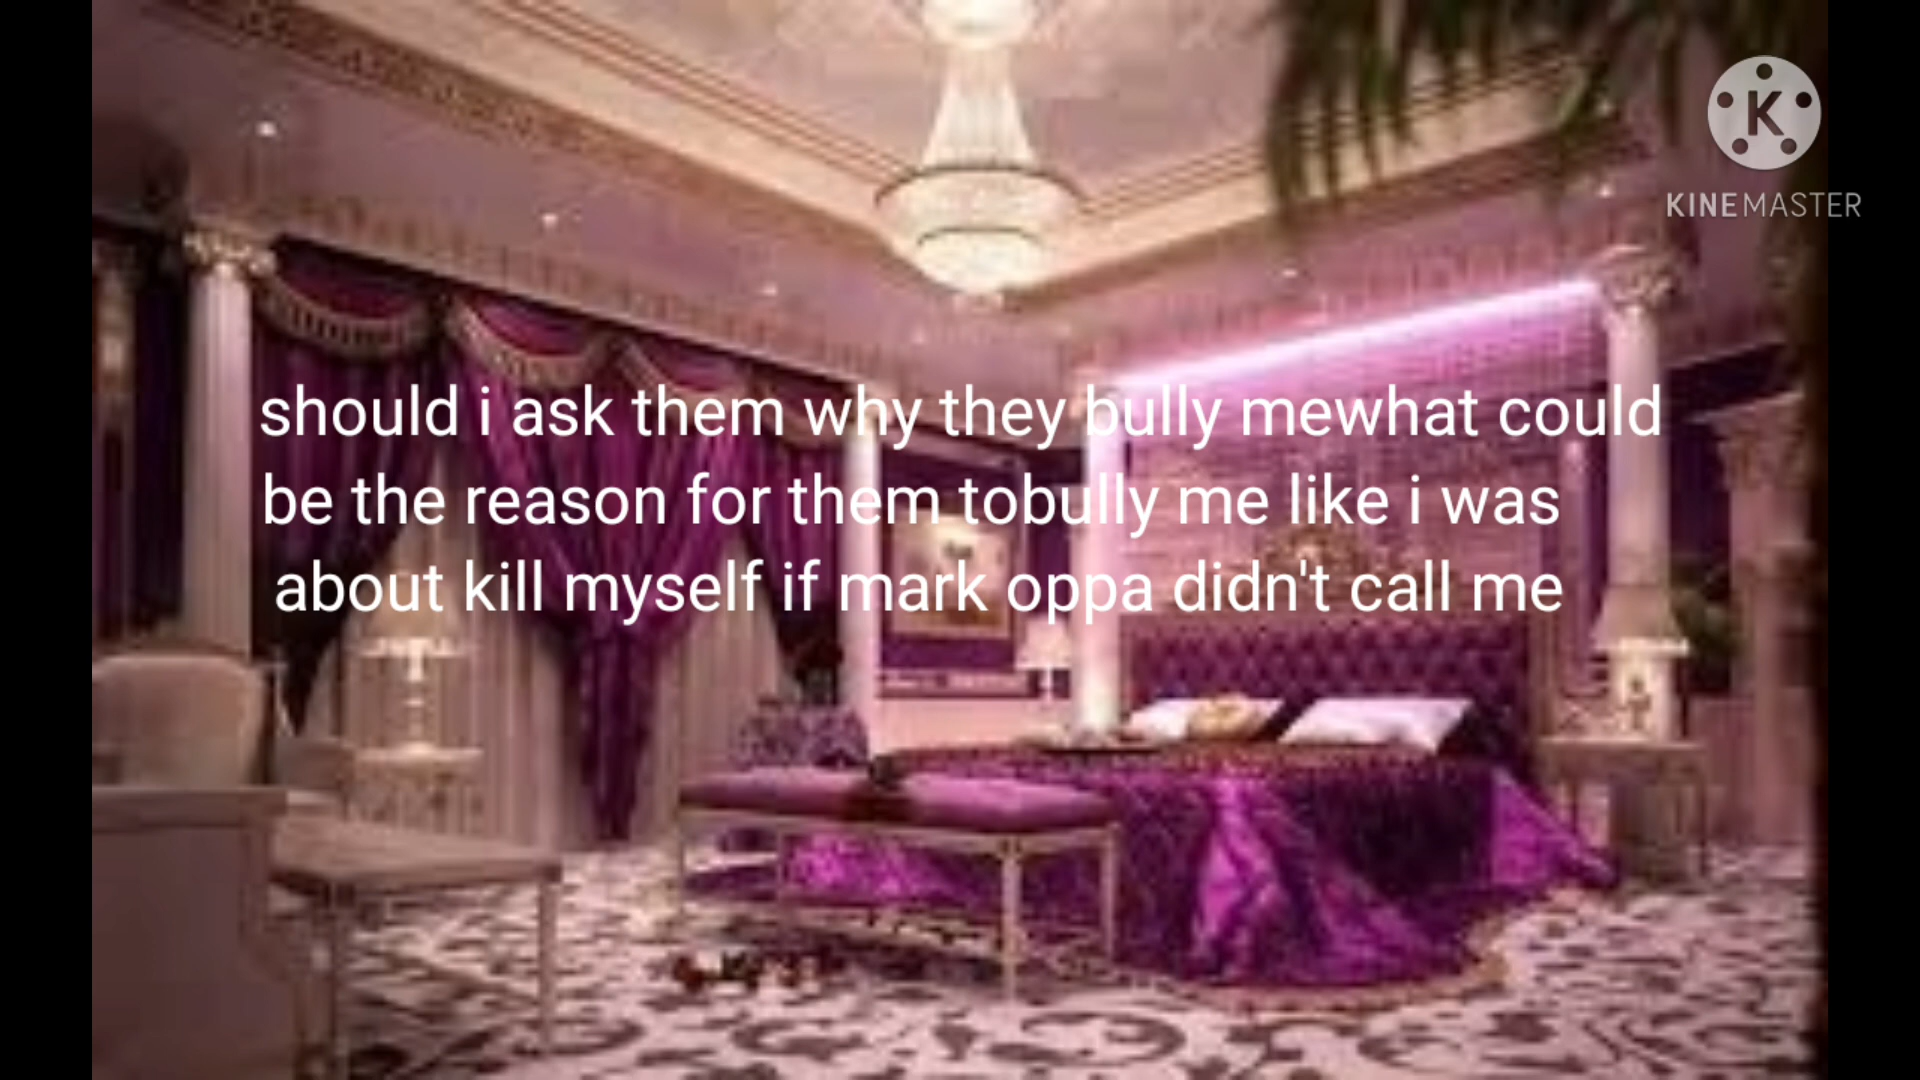 KINEMASTER
should i ask them why they bully mewhat could
be the reason for them tobully me like i was
about kill myself if mark oppa didn't call me